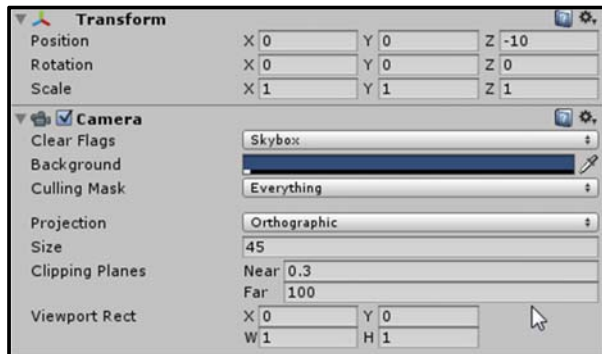 Transform
Position X 0 Y 0 Z -10
Rotation X 0 Y 0 Z 0
Scale X 1 Y 1 Z 1
Camera
Clear Flags Skybox
Background
Culling Mask Everything
Projection Orthographic
Size 45
Clipping Planes Near 0.3
Far 100
Viewport Rect X 0 Y 0
W 1 H 1